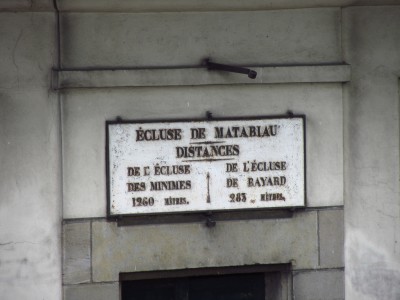 ÉCLUSE DE MATABIAU
DISTANCES
DE L'ÉCLUSE
DES MINIMES
1260 MÈTRES.
DE L'ÉCLUSE
DE BAYARD
283 MÈTRES.